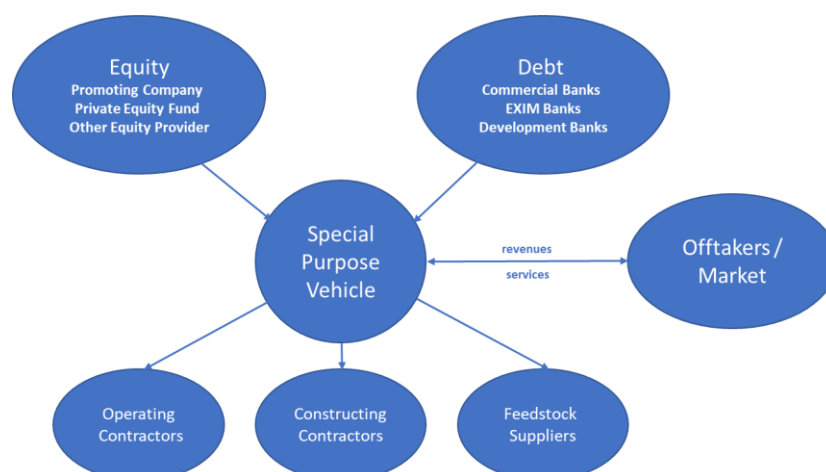 Equity
Promoting Company
Private Equity Fund
Other Equity Provider
Debt
Commercial Banks
EXIM Banks
Development Banks
Special
Purpose
Vehicle
revenues
services
Offtakers /
Market
Operating
Contractors
Constructing
Contractors
Feedstock
Suppliers